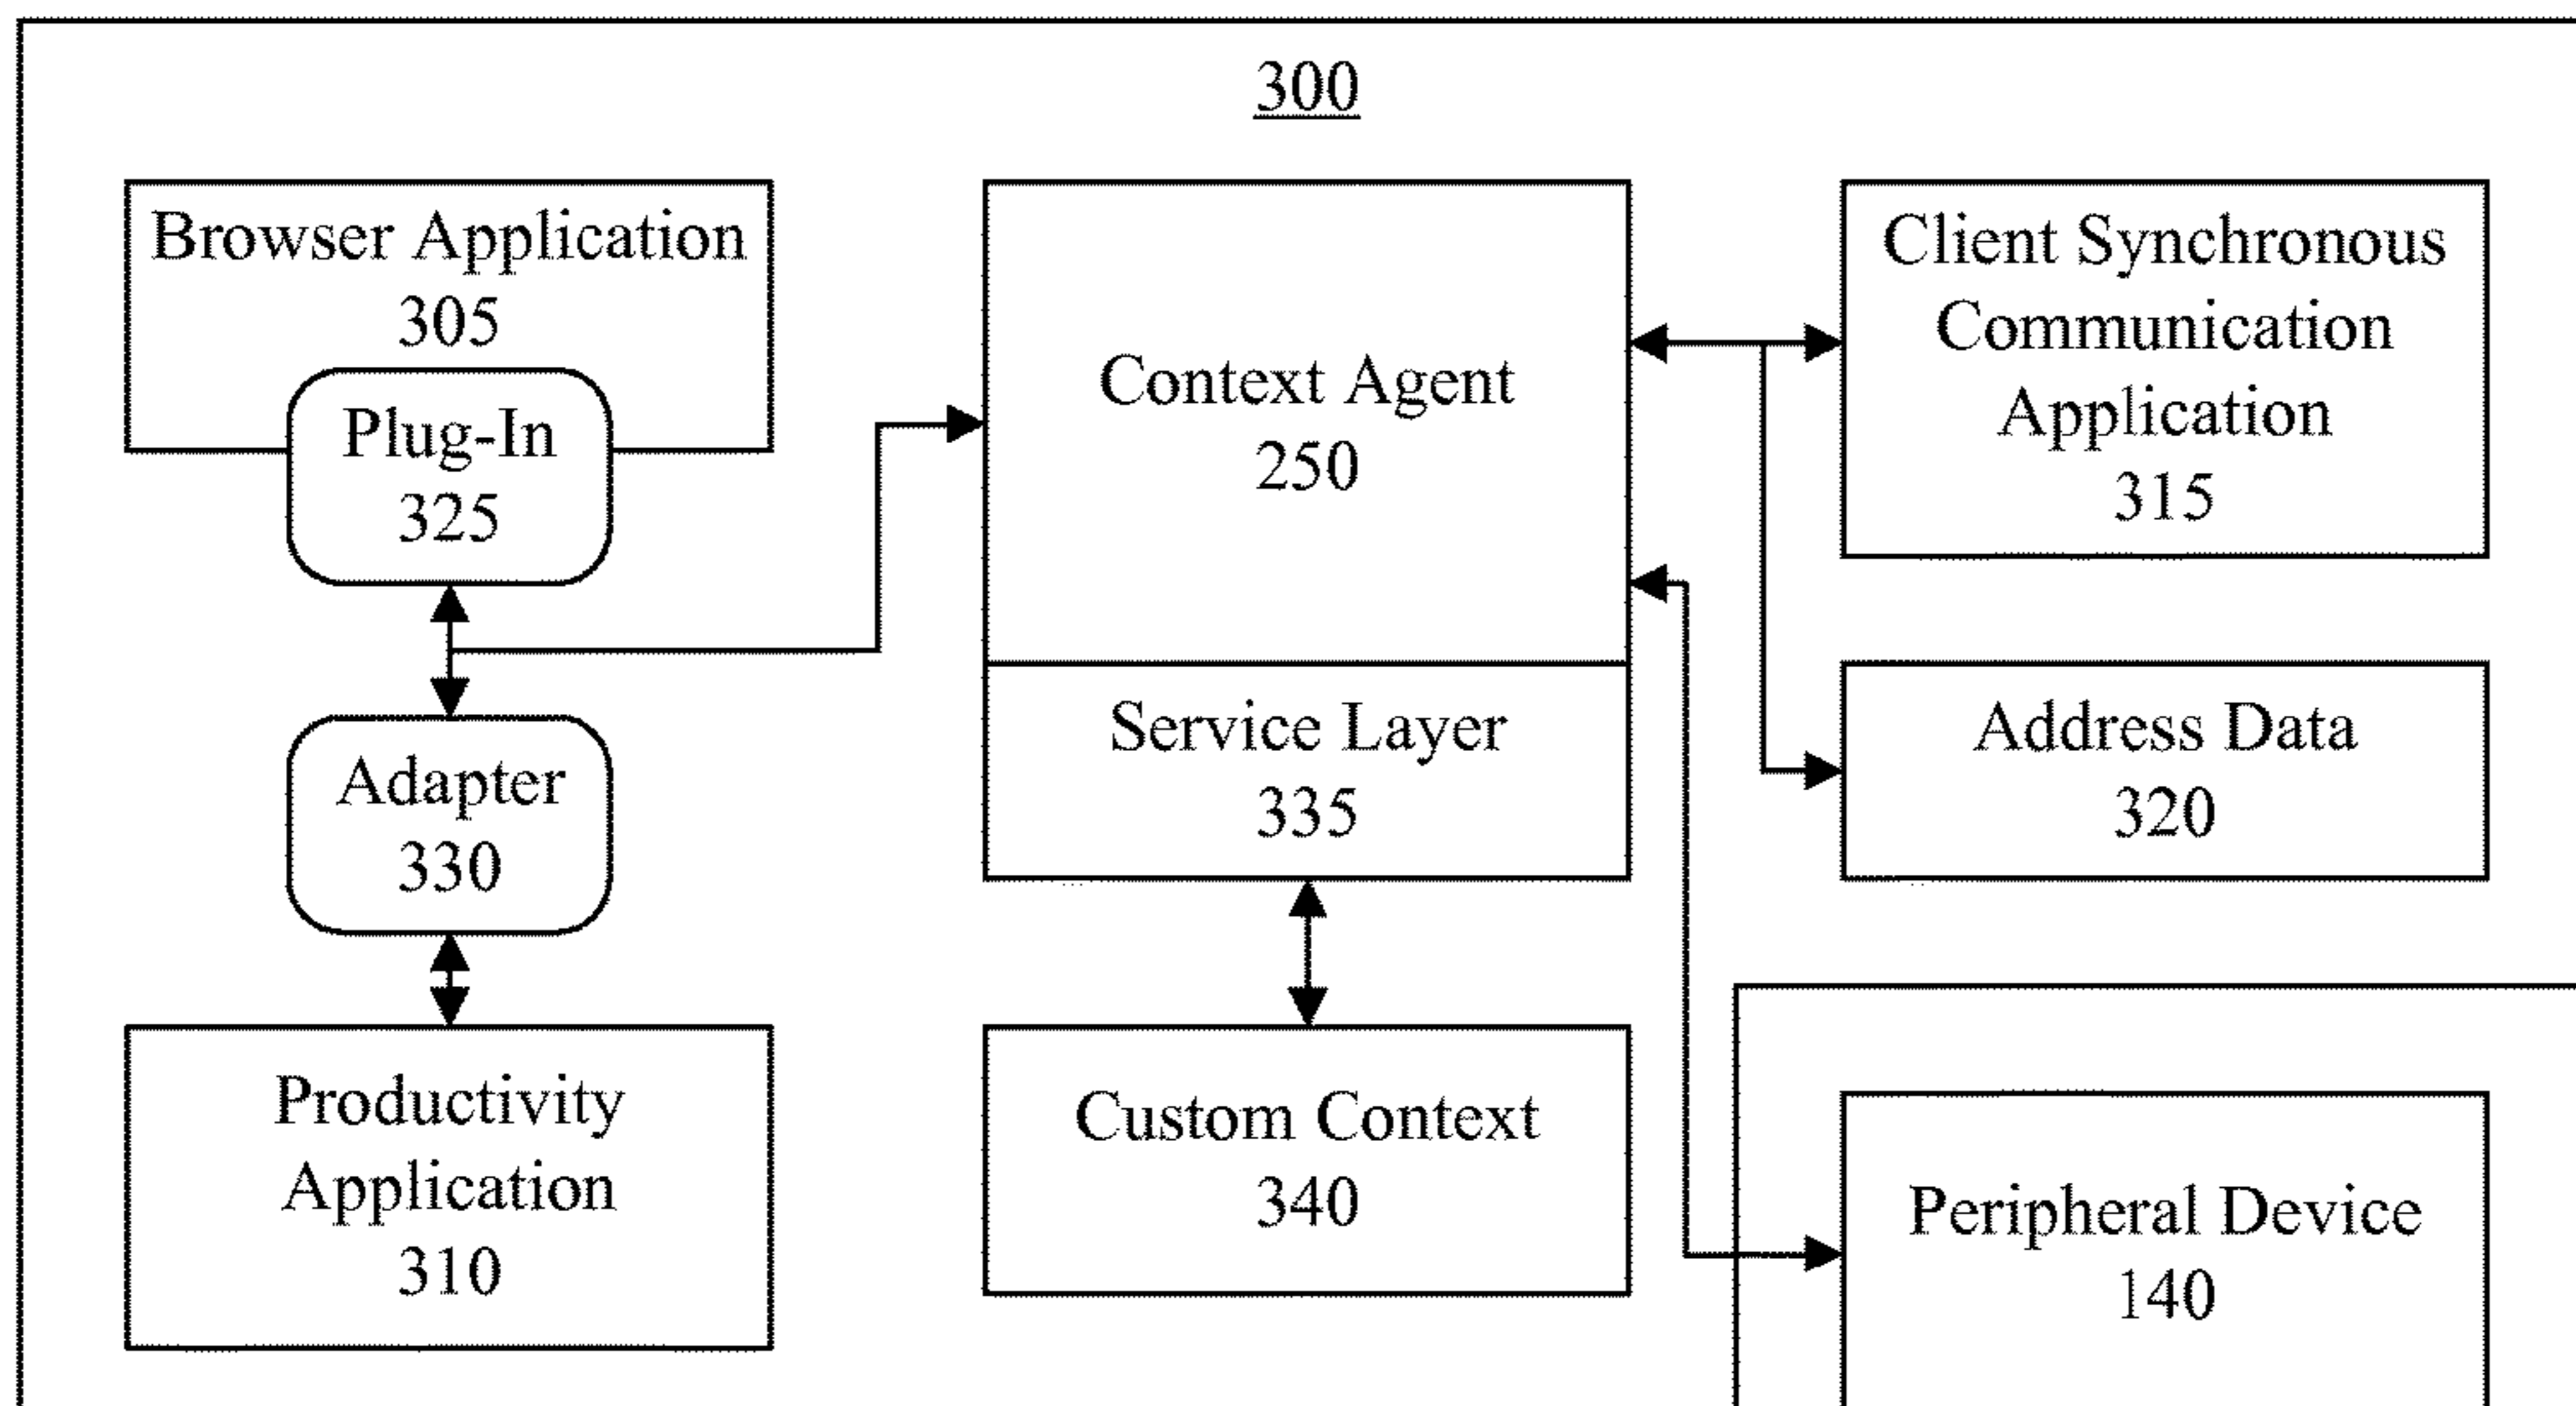 300
Browser Application
305
Plug-In
325
Adapter
330
Productivity
Application
310
Context Agent
250
Service Layer
335
Custom Context
340
Client Synchronous
Communication
Application
315
Address Data
320
Peripheral Device
140